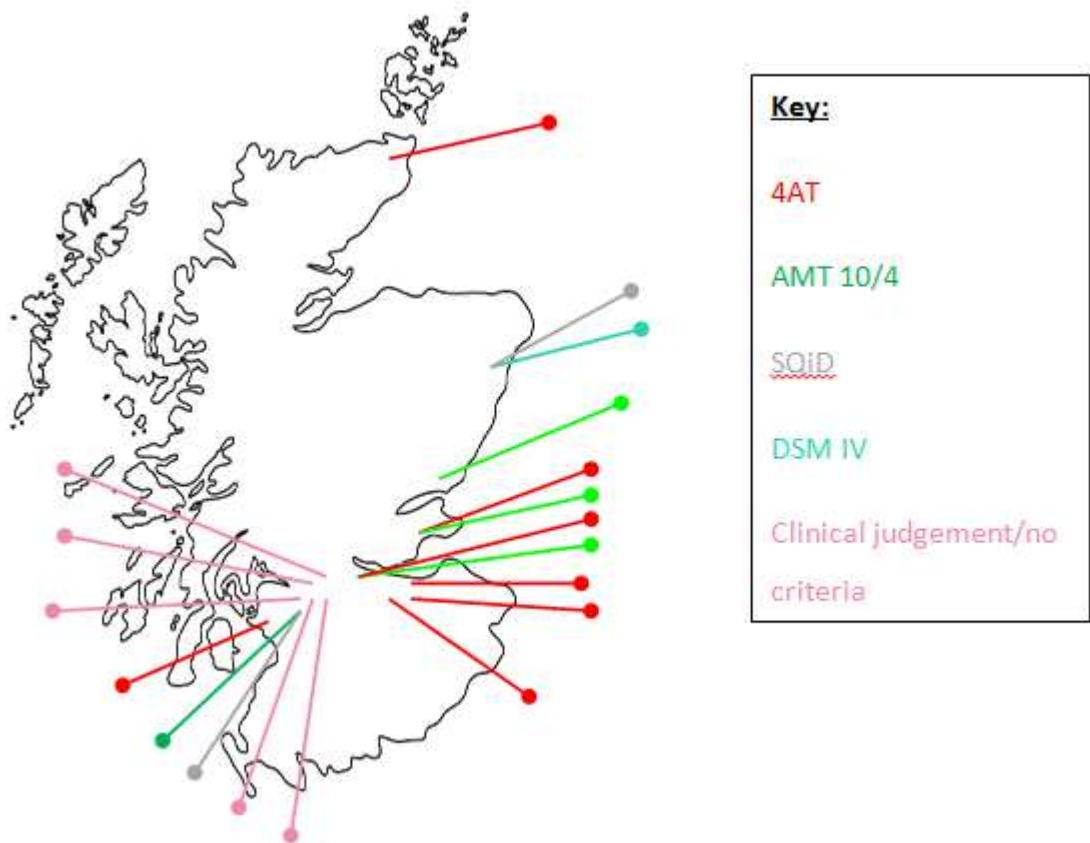 Key:
4AT
AMT 10/4
SQiD
DSM IV
Clinical judgement/no
criteria